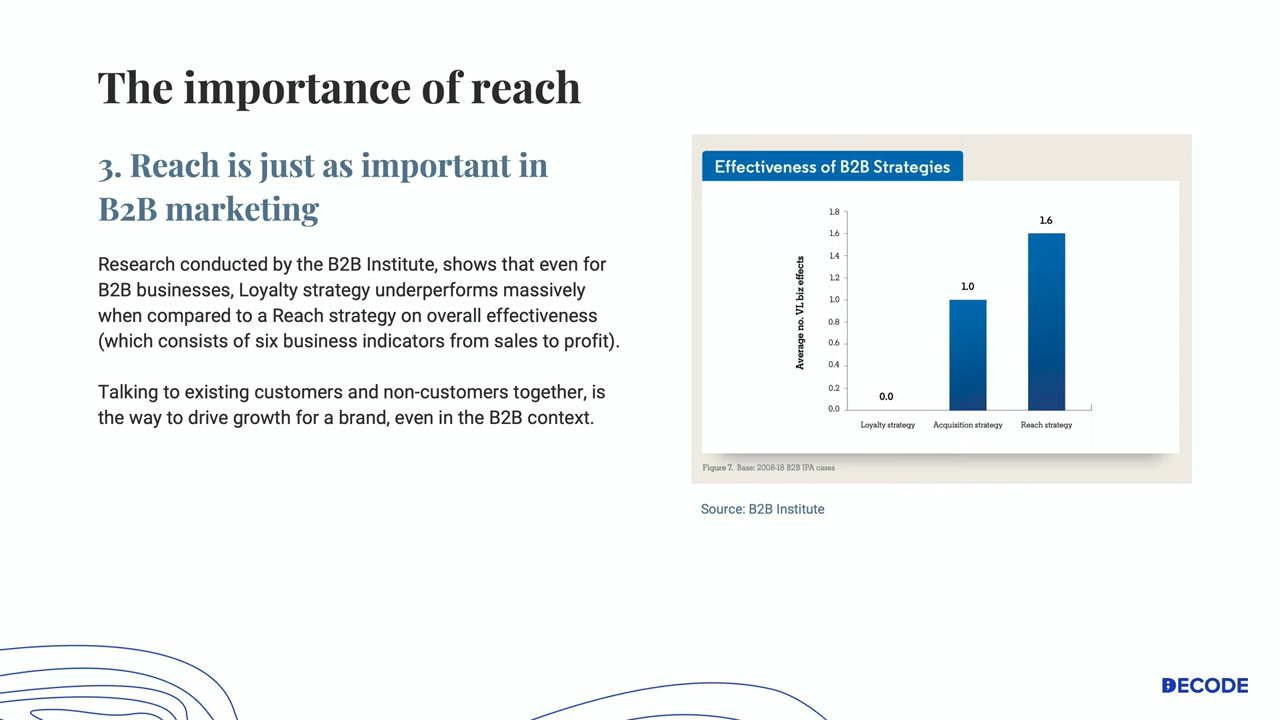 The importance of reach
3. Reach is just as important in
B2B marketing
Research conducted by the B2B Institute, shows that even for
B2B businesses, Loyalty strategy underperforms massively
when compared to a Reach strategy on overall effectiveness
(which consists of six business indicators from sales to profit).
Talking to existing customers and non-customers together, is
the way to drive growth for a brand, even in the B2B context.
Effectiveness of B2B Strategies
Average no. VL biz effects
1.8
1.6
1.4
1.2
1.0
0.8
0.6
0.4
0.2
0.0
0.0
1.0
1.6
Loyalty strategy
Acquisition strategy
Reach strategy
Figure 7. Base: 2008-18 B2B IPA cases
Source: B2B Institute
DECODE